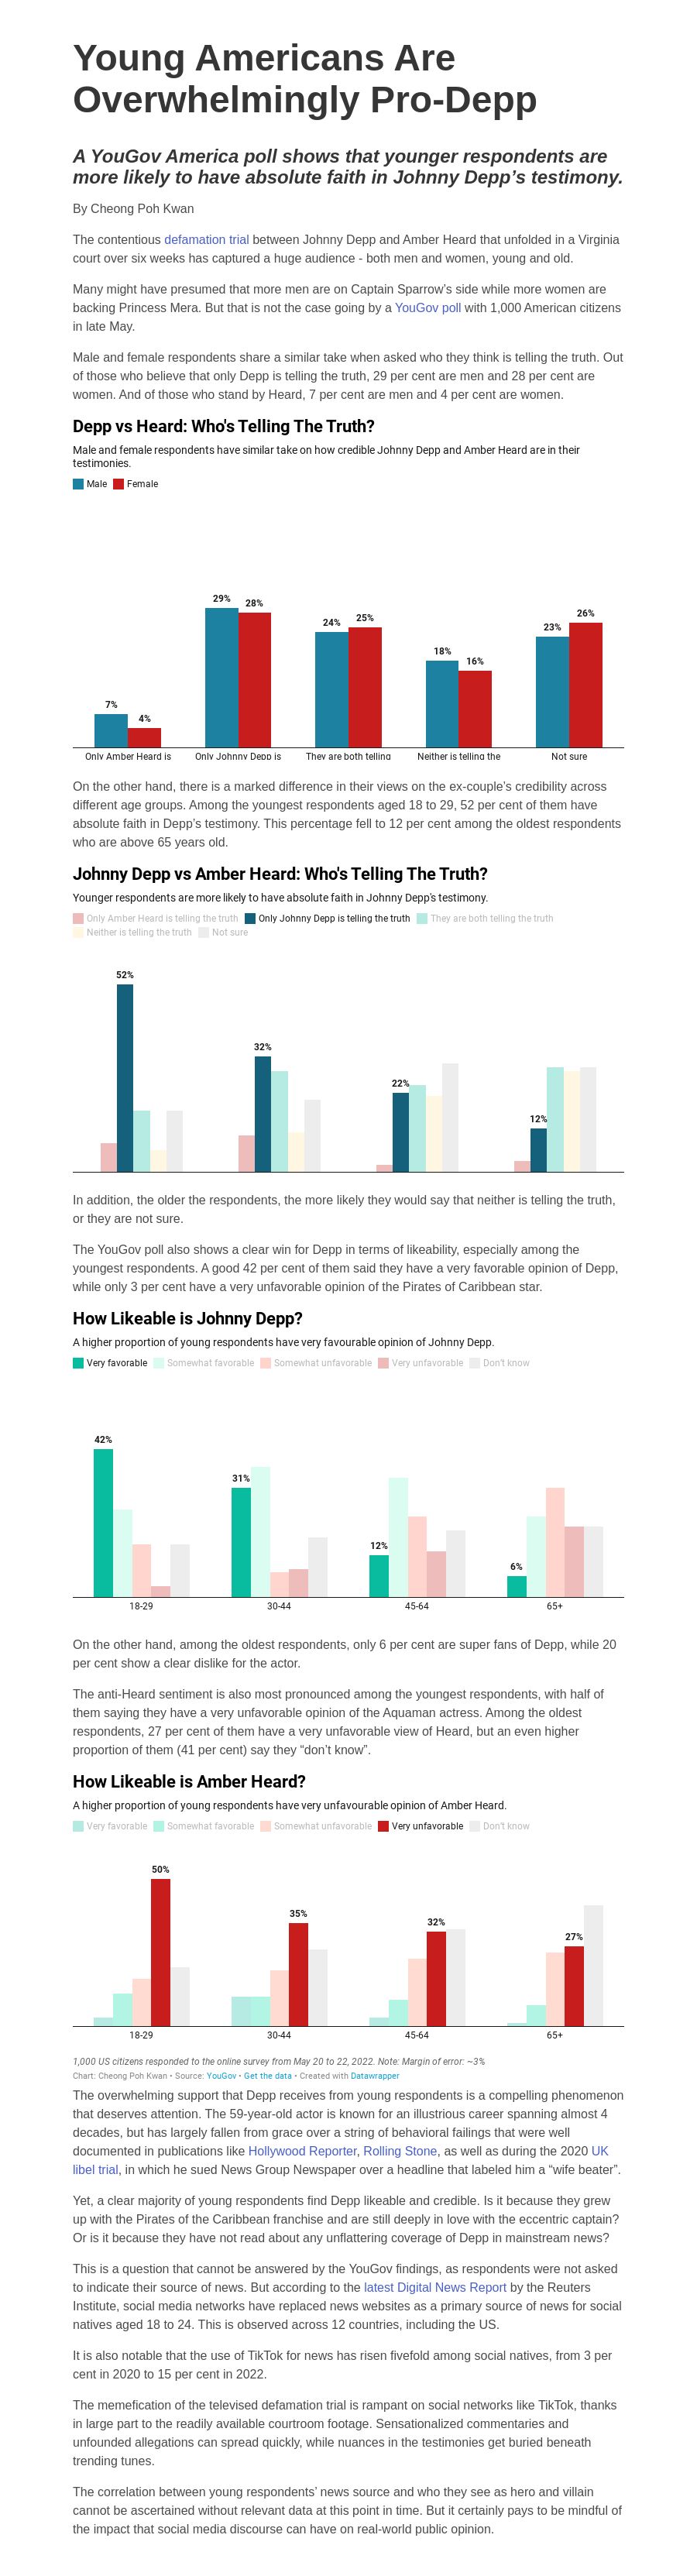 Young Americans Are
Overwhelmingly Pro-Depp
A YouGov America poll shows that younger respondents are
more likely to have absolute faith in Johnny Depp’s testimony.
By Cheong Poh Kwan
The contentious defamation trial between Johnny Depp and Amber Heard that unfolded in a Virginia
court over six weeks has captured a huge audience - both men and women, young and old.
Many might have presumed that more men are on Captain Sparrow’s side while more women are
backing Princess Mera. But that is not the case going by a YouGov poll with 1,000 American citizens
in late May.
Male and female respondents share a similar take when asked who they think is telling the truth. Out
of those who believe that only Depp is telling the truth, 29 per cent are men and 28 per cent are
women. And of those who stand by Heard, 7 per cent are men and 4 per cent are women.
Depp vs Heard: Who's Telling The Truth?
Male and female respondents have similar take on how credible Johnny Depp and Amber Heard are in their
testimonies.
Male Female
29% 28% 24% 25% 23% 26%
18% 16%
7% 4%
Only Amber Heard is Only Johnny Depp is They are both telling Neither is telling the Not sure
On the other hand, there is a marked difference in their views on the ex-couple’s credibility across
different age groups. Among the youngest respondents aged 18 to 29, 52 per cent of them have
absolute faith in Depp’s testimony. This percentage fell to 12 per cent among the oldest respondents
who are above 65 years old.
Johnny Depp vs Amber Heard: Who's Telling The Truth?
Younger respondents are more likely to have absolute faith in Johnny Depp's testimony.
Only Amber Heard is telling the truth Only Johnny Depp is telling the truth They are both telling the truth
Neither is telling the truth Not sure
52%
32%
22%
12%
In addition, the older the respondents, the more likely they would say that neither is telling the truth,
or they are not sure.
The YouGov poll also shows a clear win for Depp in terms of likeability, especially among the
youngest respondents. A good 42 per cent of them said they have a very favorable opinion of Depp,
while only 3 per cent have a very unfavorable opinion of the Pirates of Caribbean star.
How Likeable is Johnny Depp?
A higher proportion of young respondents have very favourable opinion of Johnny Depp.
Very favorable Somewhat favorable Somewhat unfavorable Very unfavorable Don't know
42%
31%
12%
6%
18-29 30-44 45-64 65+
On the other hand, among the oldest respondents, only 6 per cent are super fans of Depp, while 20
per cent show a clear dislike for the actor.
The anti-Heard sentiment is also most pronounced among the youngest respondents, with half of
them saying they have a very unfavorable opinion of the Aquaman actress. Among the oldest
respondents, 27 per cent of them have a very unfavorable view of Heard, but an even higher
proportion of them (41 per cent) say they “don’t know”.
How Likeable is Amber Heard?
A higher proportion of young respondents have very unfavourable opinion of Amber Heard.
Very favorable Somewhat favorable Somewhat unfavorable Very unfavorable Don't know
50%
35%
32%
27%
18-29 30-44 45-64 65+
1,000 US citizens responded to the online survey from May 20 to 22, 2022. Note: Margin of error: ~3%
Chart: Cheong Poh Kwan • Source: YouGov • Get the data • Created with Datawrapper
The overwhelming support that Depp receives from young respondents is a compelling phenomenon
that deserves attention. The 59-year-old actor is known for an illustrious career spanning almost 4
decades, but has largely fallen from grace over a string of behavioral failings that were well
documented in publications like Hollywood Reporter, Rolling Stone, as well as during the 2020 UK
libel trial, in which he sued News Group Newspaper over a headline that labeled him a “wife beater”.
Yet, a clear majority of young respondents find Depp likeable and credible. Is it because they grew
up with the Pirates of the Caribbean franchise and are still deeply in love with the eccentric captain?
Or is it because they have not read about any unflattering coverage of Depp in mainstream news?
This is a question that cannot be answered by the YouGov findings, as respondents were not asked
to indicate their source of news. But according to the latest Digital News Report by the Reuters
Institute, social media networks have replaced news websites as a primary source of news for social
natives aged 18 to 24. This is observed across 12 countries, including the US.
It is also notable that the use of TikTok for news has risen fivefold among social natives, from 3 per
cent in 2020 to 15 per cent in 2022.
The memefication of the televised defamation trial is rampant on social networks like TikTok, thanks
in large part to the readily available courtroom footage. Sensationalized commentaries and
unfounded allegations can spread quickly, while nuances in the testimonies get buried beneath
trending tunes.
The correlation between young respondents’ news source and who they see as hero and villain
cannot be ascertained without relevant data at this point in time. But it certainly pays to be mindful of
the impact that social media discourse can have on real-world public opinion.